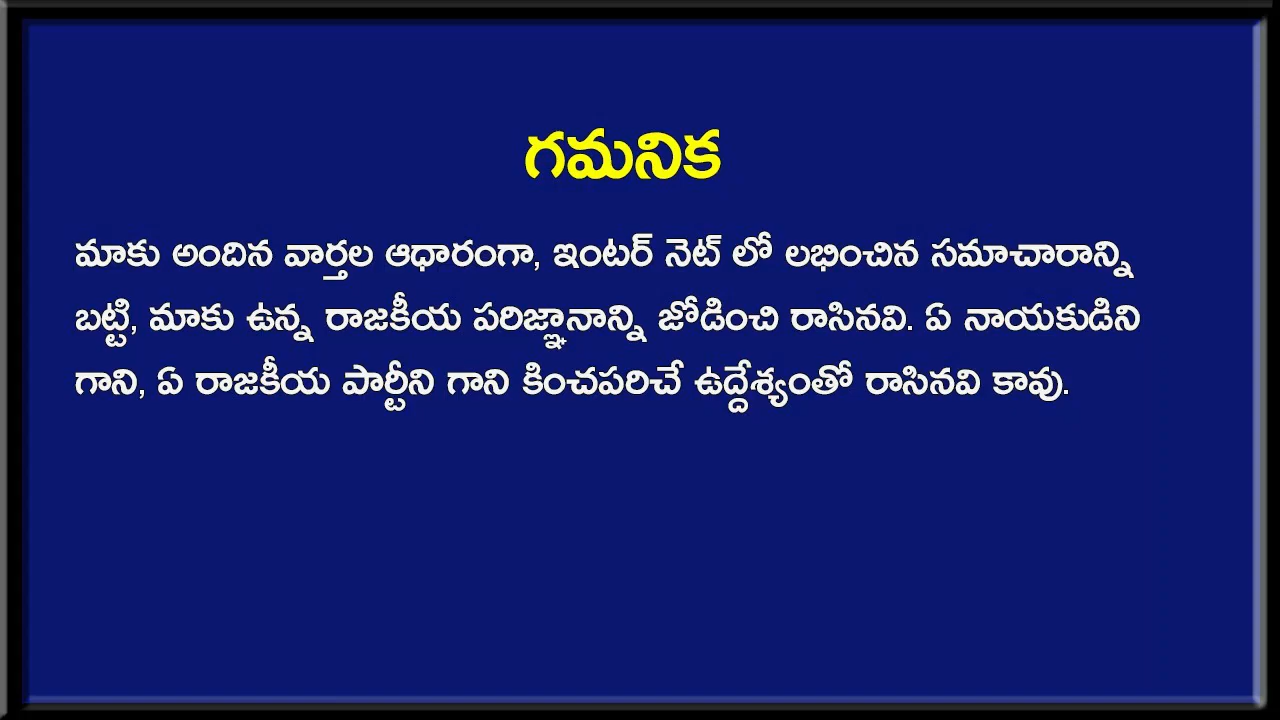 గమనిక
మాకు అందిన వార్తల ఆధారంగా, ఇంటర్ నెట్ లో లభించిన సమాచారాన్ని
బట్టి, మాకు ఉన్న రాజకీయ పరిజ్ఞానాన్ని జోడించి రాసినవి. ఏ నాయకుడిని
గాని, ఏ రాజకీయ పార్టీని గాని కించపరిచే ఉద్దేశ్యంతో రాసినవి కావు.